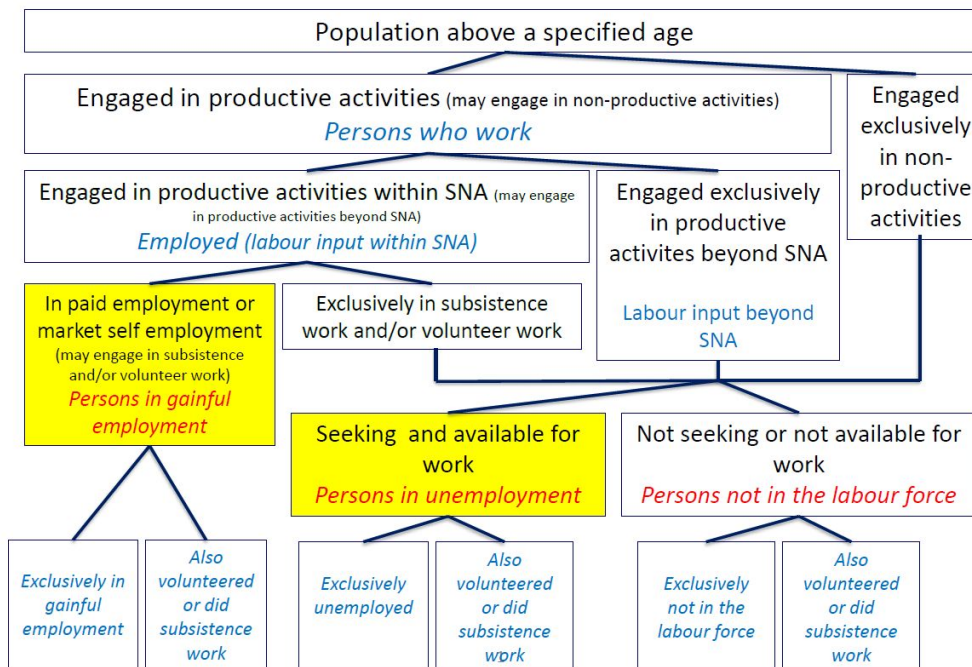 Population above a specified age
Engaged in productive activities (may engage in non-productive activities)
Persons who work
Engaged
exclusively
in non-
productive
activities
Engaged in productive activities within SNA (may engage
in productive activities beyond SNA)
Employed (labour input within SNA)
Engaged exclusively
in productive
activites beyond SNA
Labour input beyond
SNA
In paid employment or
market self employment
(may engage in subsistence
and/or volunteer work)
Persons in gainful
employment
Exclusively in subsistence
work and/or volunteer work
Seeking and available for
work
Persons in unemployment
Not seeking or not available for
work
Persons not in the labour force
Exclusively in
gainful
employment
Also
volunteered
or did
subsistence
work
Exclusively
unemployed
Also
volunteered
or did
subsistence
work
Exclusively
not in the
labour force
Also
volunteered
or did
subsistence
work